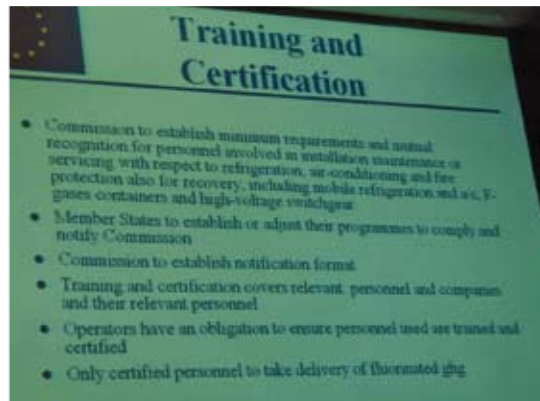 Training and
Certification
• Commission to establish minimum requirements and mutual
recognition for personnel involved in installation maintenance or
servicing with respect to refrigeration, air-conditioning and fire
protection also for recovery, including mobile refrigeration and a/c, F-
gases containers and high-voltage switchgear
• Member States to establish or adjust their programmes to comply and
notify Commission
• Commission to establish notification format
• Training and certification covers relevant personnel and companies
and their relevant personnel
• Operators have an obligation to ensure personnel used are trained and
certified
• Only certified personnel to take delivery of fluorinated ghg